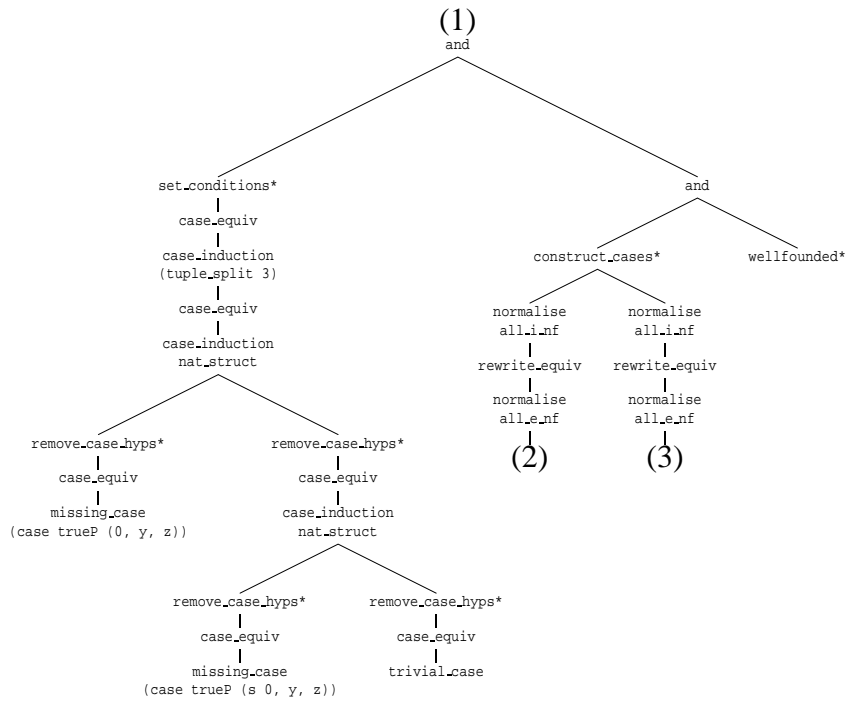 (1)
and
set_conditions* and
case_equiv
case_induction construct_cases* wellfounded*
(tuple_split 3)
case_equiv normalise normalise
all_i_nf all_i_nf
case_induction
nat_struct rewrite_equiv rewrite_equiv
normalise normalise
all_e_nf all_e_nf
remove_case_hyps* remove_case_hyps* (2) (3)
case_equiv case_equiv
missing_case case_induction
(case trueP (0, y, z)) nat_struct
remove_case_hyps* remove_case_hyps*
case_equiv case_equiv
missing_case trivial_case
(case trueP (s 0, y, z))